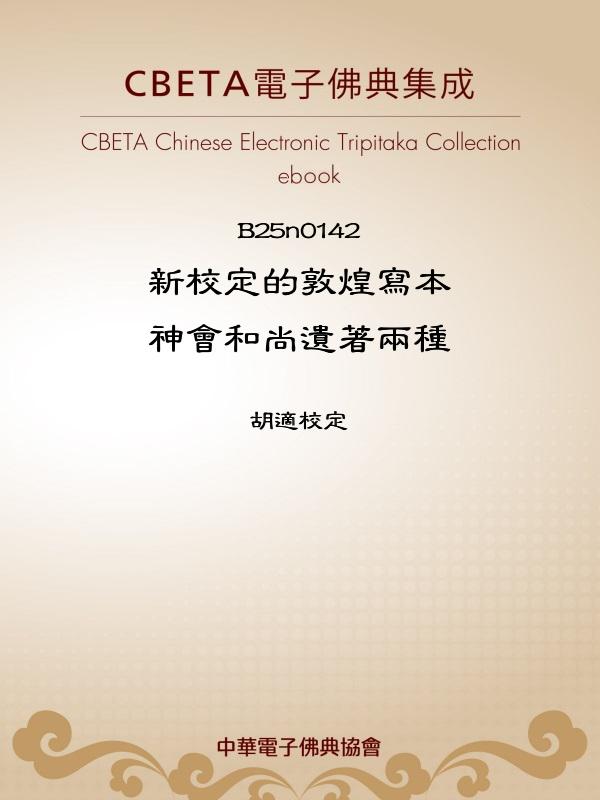 CBETA電子佛典集成
CBETA Chinese Electronic Tripitaka Collection
ebook
B25n0142
新校定的敦煌寫本
神會和尚遺著兩種
胡適校定
中華電子佛典協會